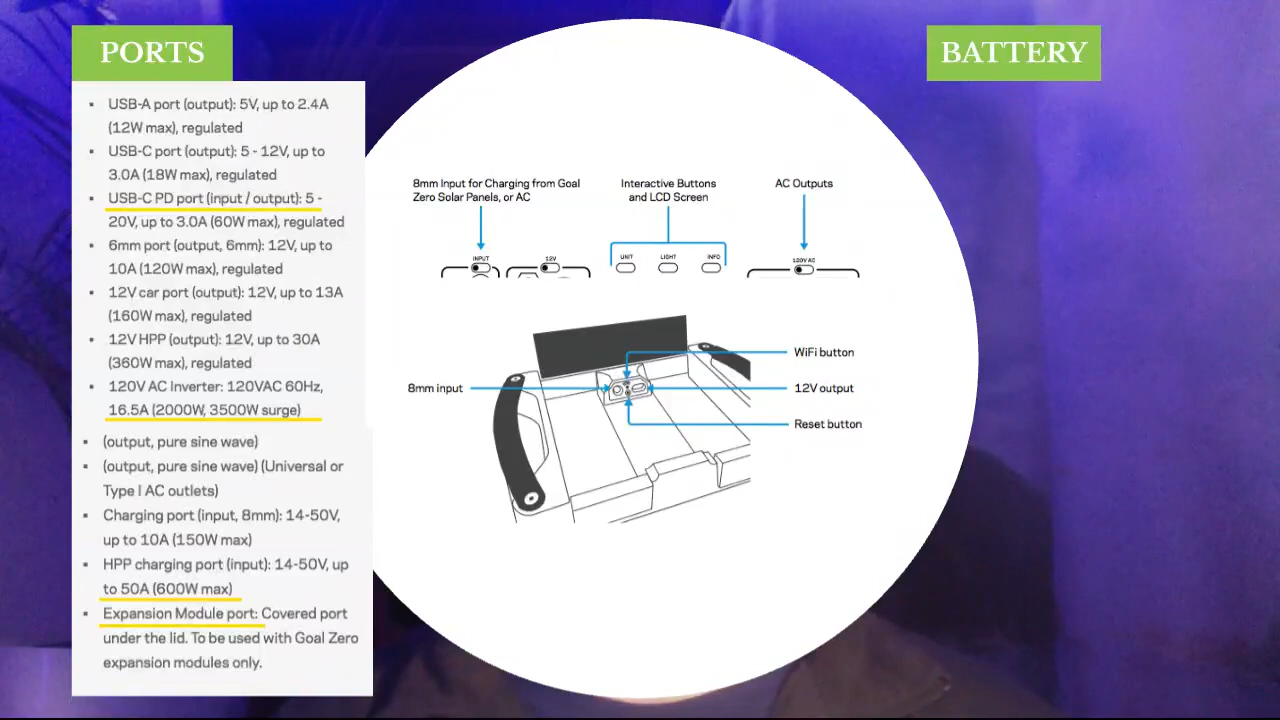 PORTS
BATTERY
▪ USB-A port (output): 5V, up to 2.4A
(12W max), regulated
▪ USB-C port (output): 5 - 12V, up to
3.0A (18W max), regulated
▪ USB-C PD port (input / output): 5 -
20V, up to 3.0A (60W max), regulated
▪ 6mm port (output, 6mm): 12V, up to
10A (120W max), regulated
▪ 12V car port (output): 12V, up to 13A
(160W max), regulated
▪ 12V HPP (output): 12V, up to 30A
(360W max), regulated
▪ 120V AC Inverter: 120VAC 60Hz,
16.5A (2000W, 3500W surge)
▪ (output, pure sine wave)
▪ (output, pure sine wave) (Universal or
Type I AC outlets)
▪ Charging port (input, 8mm): 14-50V,
up to 10A (150W max)
▪ HPP charging port (input): 14-50V, up
to 50A (600W max)
▪ Expansion Module port: Covered port
under the lid. To be used with Goal Zero
expansion modules only.
8mm Input for Charging from Goal
Zero Solar Panels, or AC
Interactive Buttons
and LCD Screen
AC Outputs
INPUT
12V
UNIT
LIGHT
INFO
120V AC
WiFi button
8mm input
12V output
Reset button